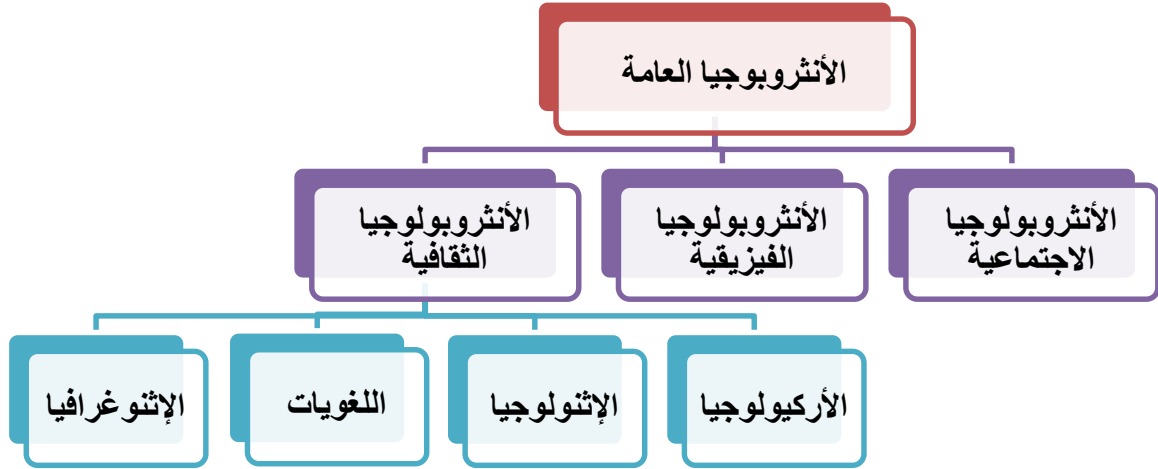 الأنثروبوجيا العامة
الأنثروبولوجيا
الاجتماعية
الأنثروبولوجيا
الفيزيقية
الأنثروبولوجيا
الثقافية
الأركيولوجيا
الإثنولوجيا
اللغويات
الإثنوغرافيا